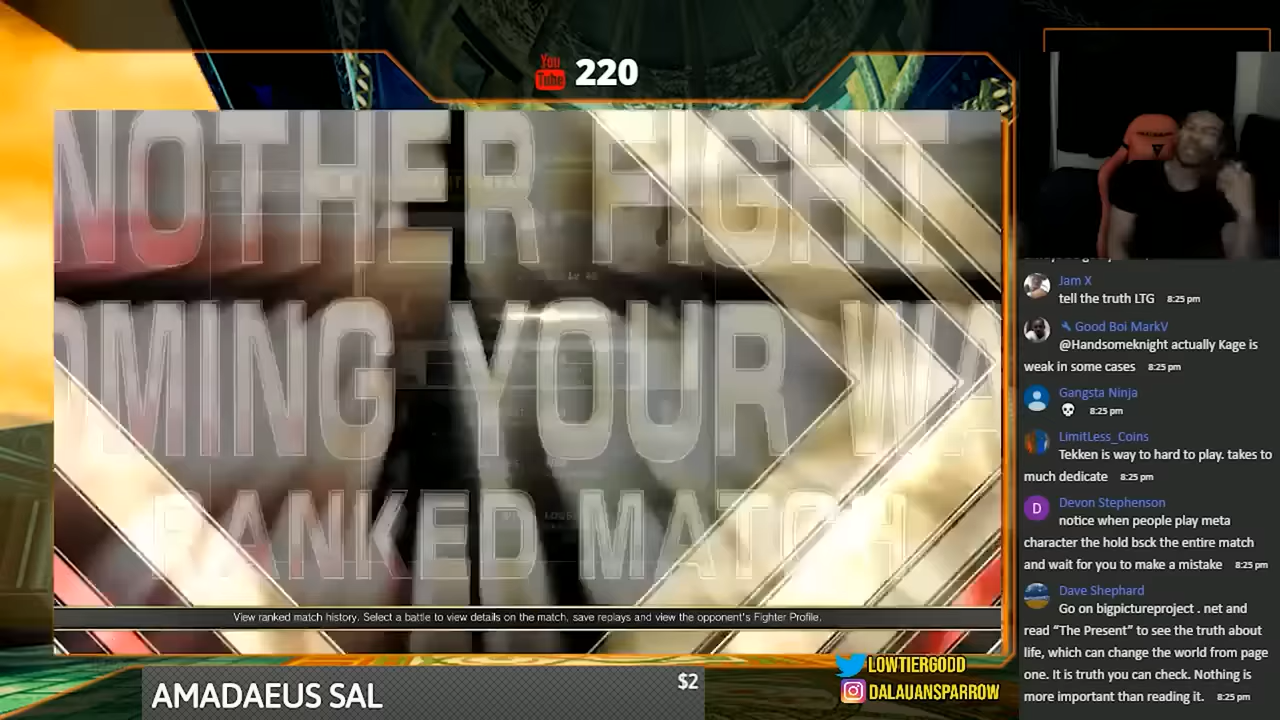 You
Tube 220
NOTHER FIGHT
OMING YOUR WA
RANKED MATCH
View ranked match history. Select a battle to view details on the match, save replays and view the opponent's Fighter Profile.
AMADAEUS SAL
$2
LOWTIERGODD
DALAUANSPARROW
Jam X
tell the truth LTG 8:25 pm
Good Boi MarkV
@Handsomeknight actually Kage is
weak in some cases 8:25 pm
Gangsta Ninja
💀 8:25 pm
LimitLess_Coins
Tekken is way to hard to play. takes to
much dedicate 8:25 pm
D Devon Stephenson
notice when people play meta
character the hold bsck the entire match
and wait for you to make a mistake 8:25 pm
Dave Shephard
Go on bigpictureproject . net and
read “The Present” to see the truth about
life, which can change the world from page
one. It is truth you can check. Nothing is
more important than reading it. 8:25 pm